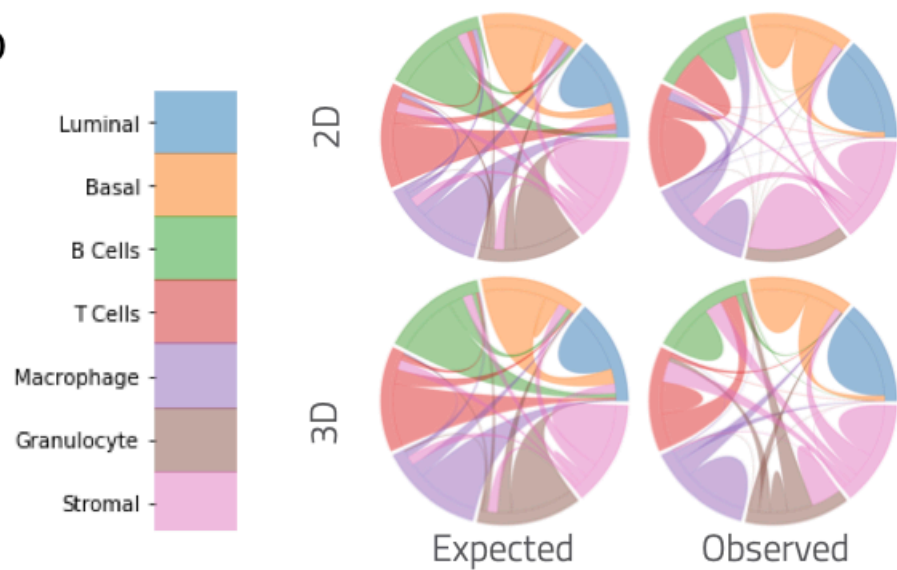 Luminal
Basal
B Cells
T Cells
Macrophage
Granulocyte
Stromal
2D
3D
Expected
Observed